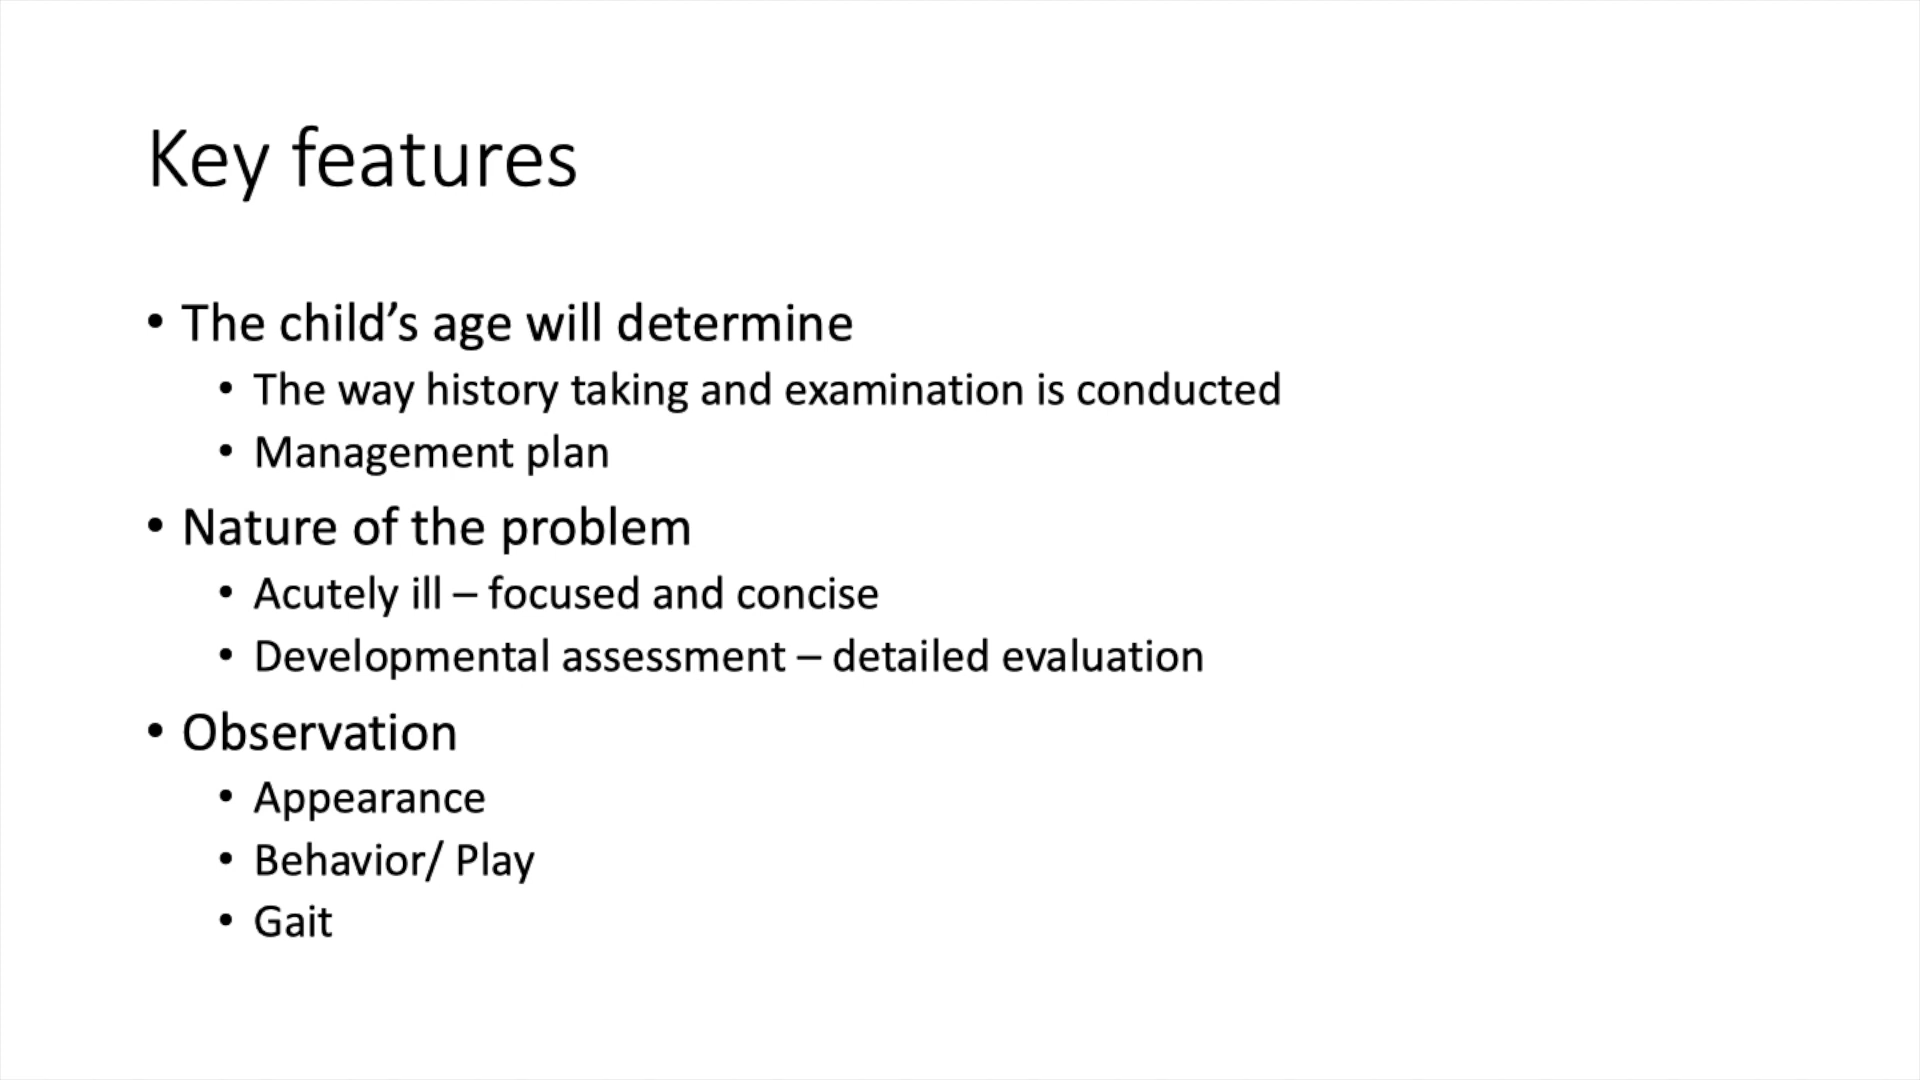 Key features
• The child’s age will determine
• The way history taking and examination is conducted
• Management plan
• Nature of the problem
• Acutely ill – focused and concise
• Developmental assessment – detailed evaluation
• Observation
• Appearance
• Behavior/ Play
• Gait